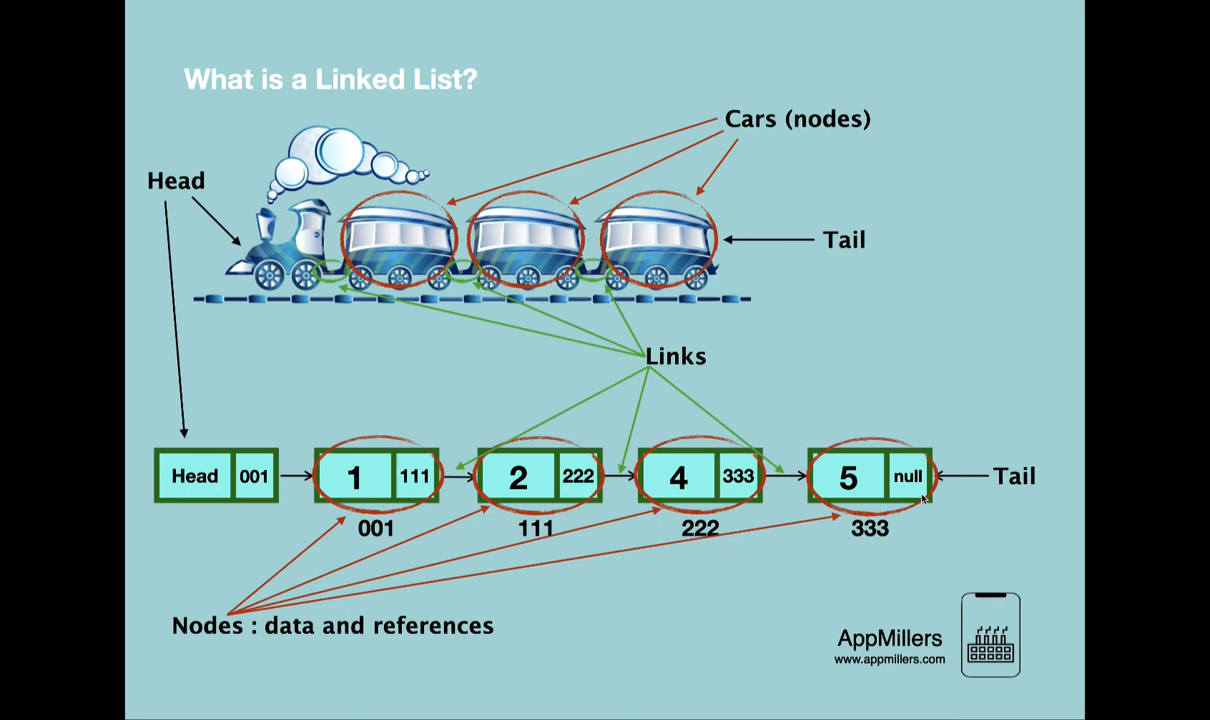 What is a Linked List?
Cars (nodes)
Head
Tail
Links
Head 001
1 111
2 222
4 333
5 null
Tail
001
111
222
333
Nodes : data and references
AppMillers
www.appmillers.com